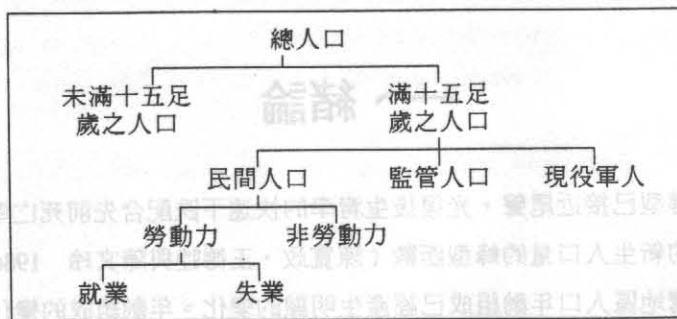 總人口
未滿十五足
歲之人口
滿十五足
歲之人口
民間人口 監管人口 現役軍人
勞動力 非勞動力
就業 失業